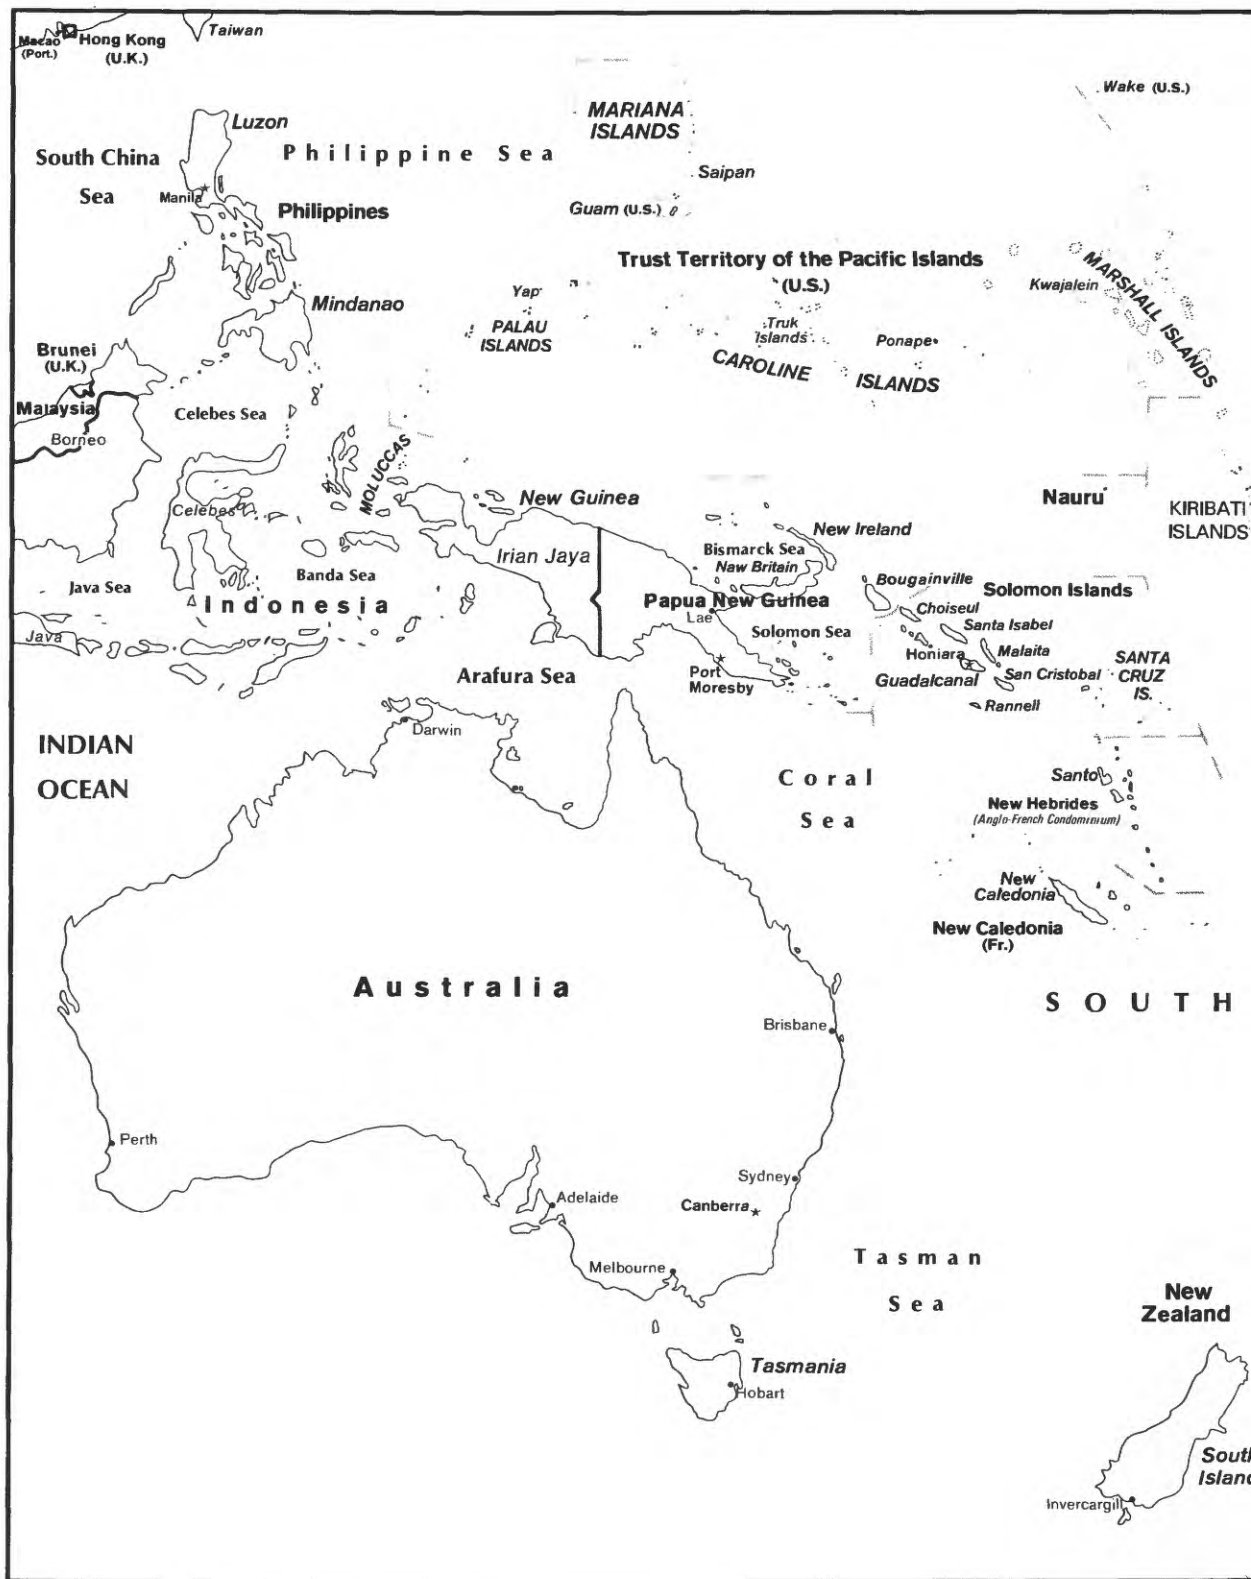 Taiwan
Macao
(Port.)
Hong Kong
(U.K.)
Wake (U.S.)
MARIANA
ISLANDS
Luzon
Philippine Sea
South China
Sea
Saipan
Manila
Philippines
Guam (U.S.)
Trust Territory of the Pacific Islands
(U.S.)
Kwajalein
MARSHALL ISLANDS
Yap
Mindanao
PALAU
ISLANDS
Truk
Islands
Ponape
CAROLINE
ISLANDS
Brunei
(U.K.)
Malaysia
Borneo
Celebes Sea
MOLUCCAS
New Guinea
Nauru
KIRIBATI
ISLANDS
Celebes
New Ireland
Irian Jaya
Bismarck Sea
Naw Britain
Banda Sea
Java Sea
Indonesia
Bougainville
Solomon Islands
Papua New Guinea
Choiseul
Lae
Santa Isabel
Solomon Sea
Java
Honiara
Malaita
SANTA
CRUZ
IS.
Arafura Sea
Port
Moresby
Guadalcanal
San Cristobal
Rannell
Darwin
INDIAN
OCEAN
Coral
Sea
Santo
New Hebrides
(Anglo-French Condominium)
New
Caledonia
New Caledonia
(Fr.)
Australia
SOUTH
Brisbane
Perth
Sydney
Adelaide
Canberra
Melbourne
Tasman
Sea
New
Zealand
Tasmania
Hobart
South
Island
Invercargill